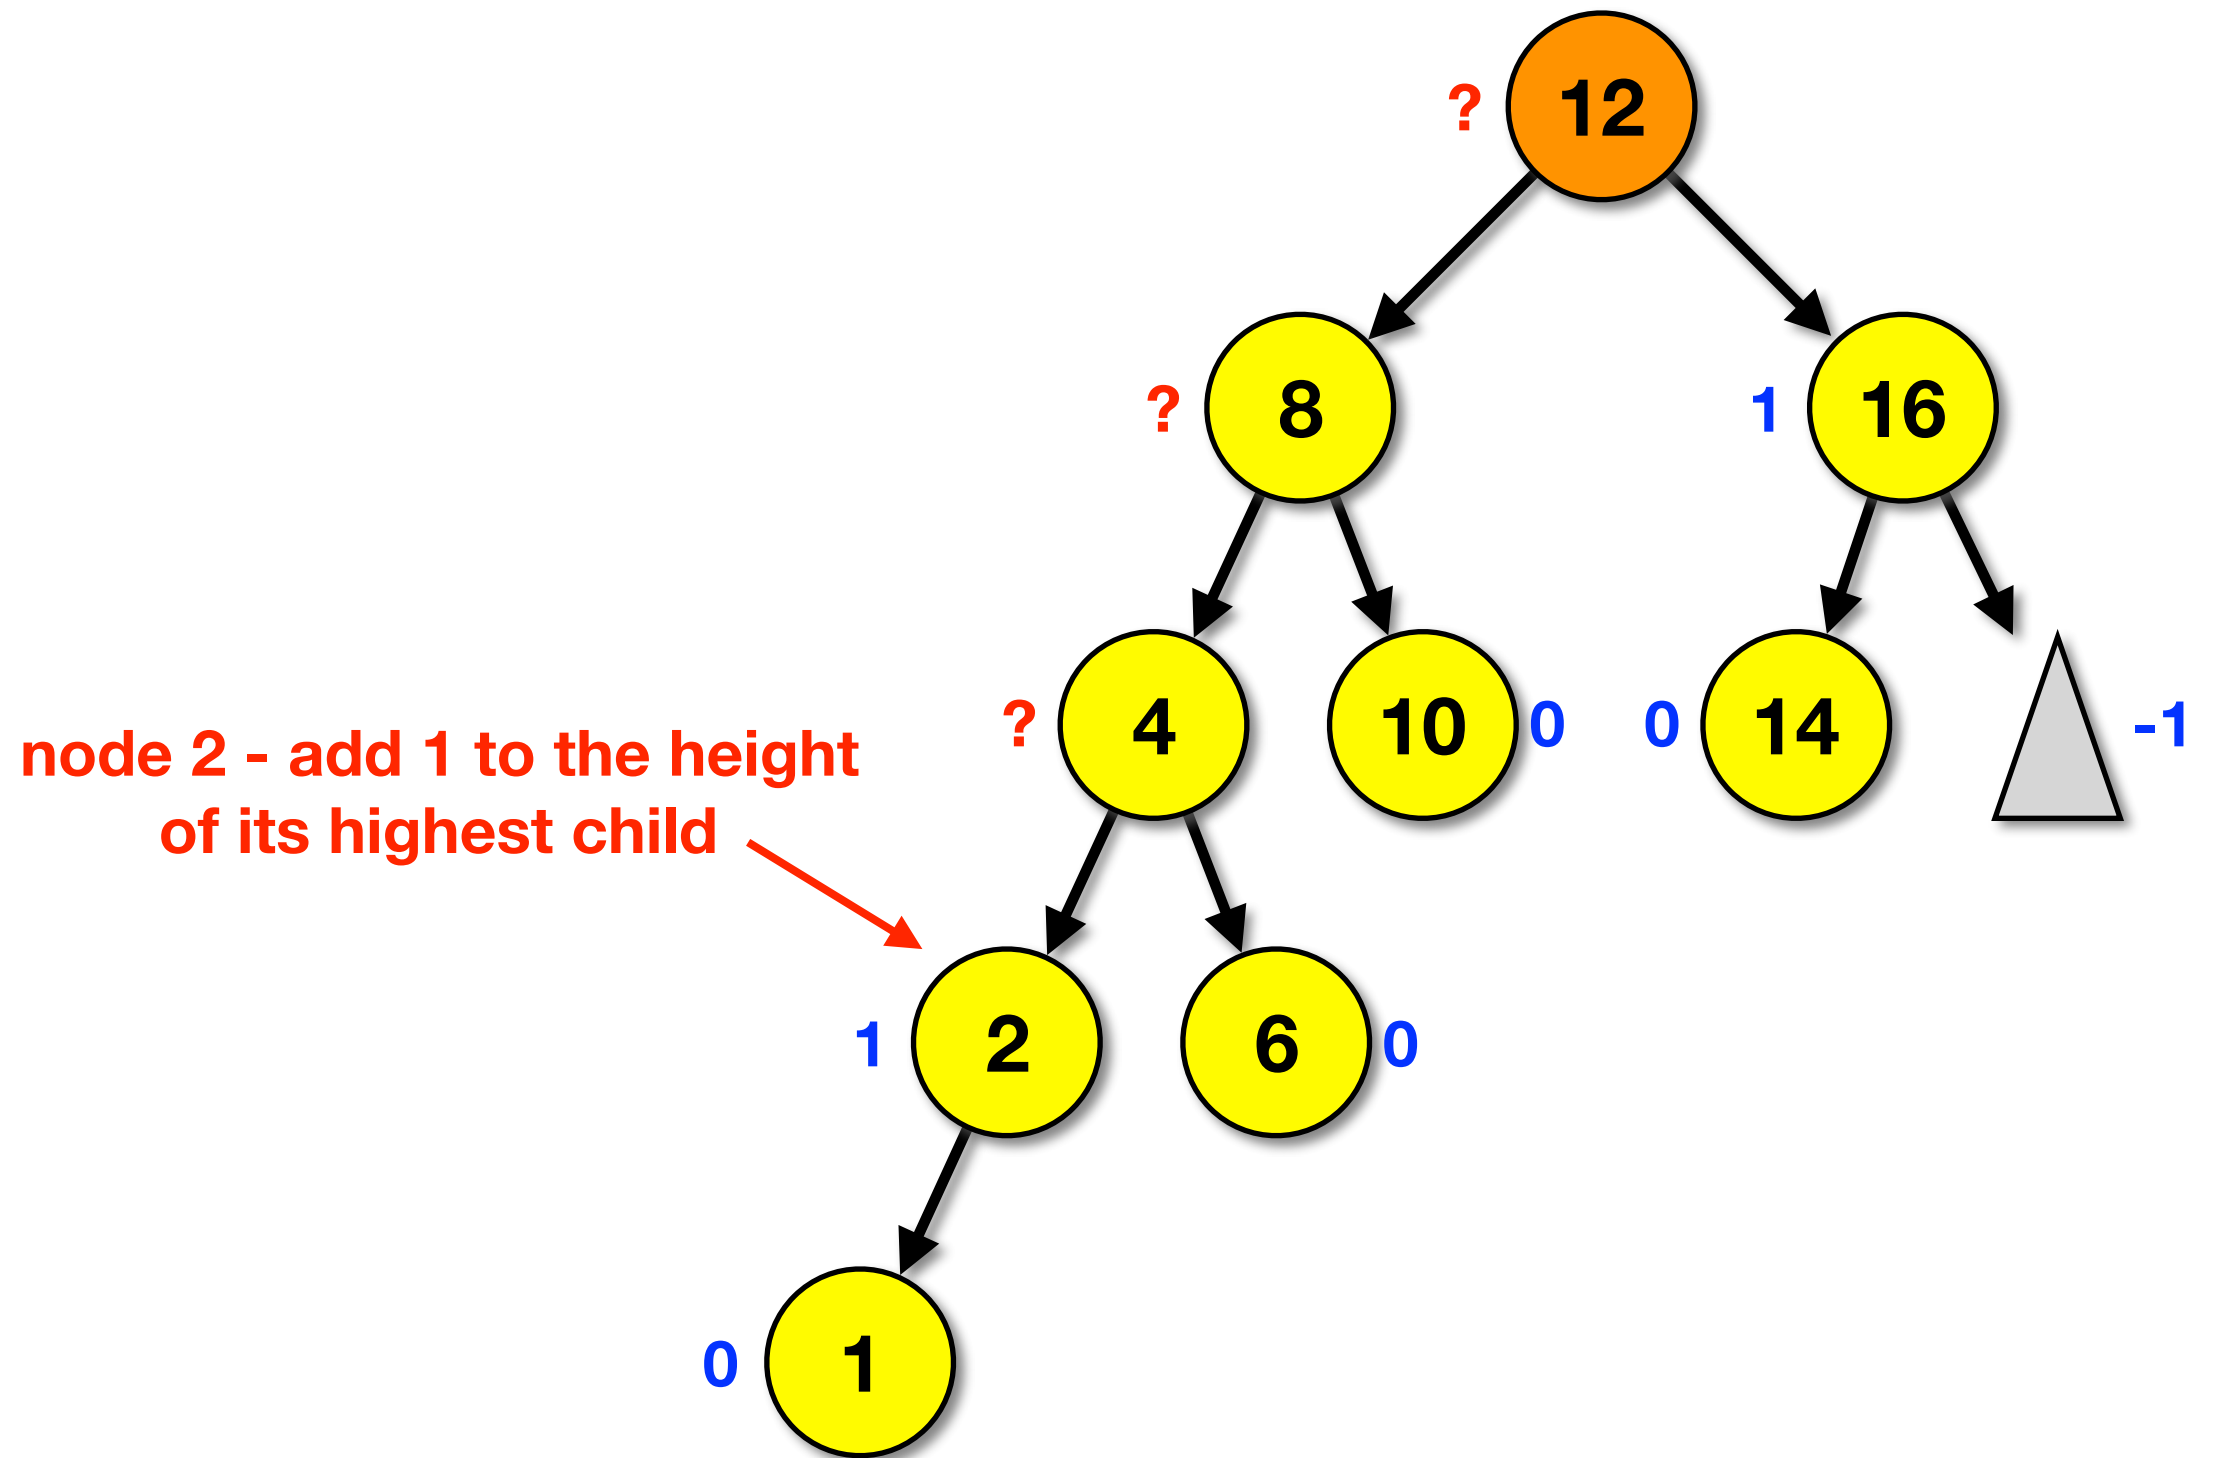 ? 12
? 8 1 16
? 4 10 0 0 14 -1
node 2 - add 1 to the height
of its highest child
1 2 6 0
0 1